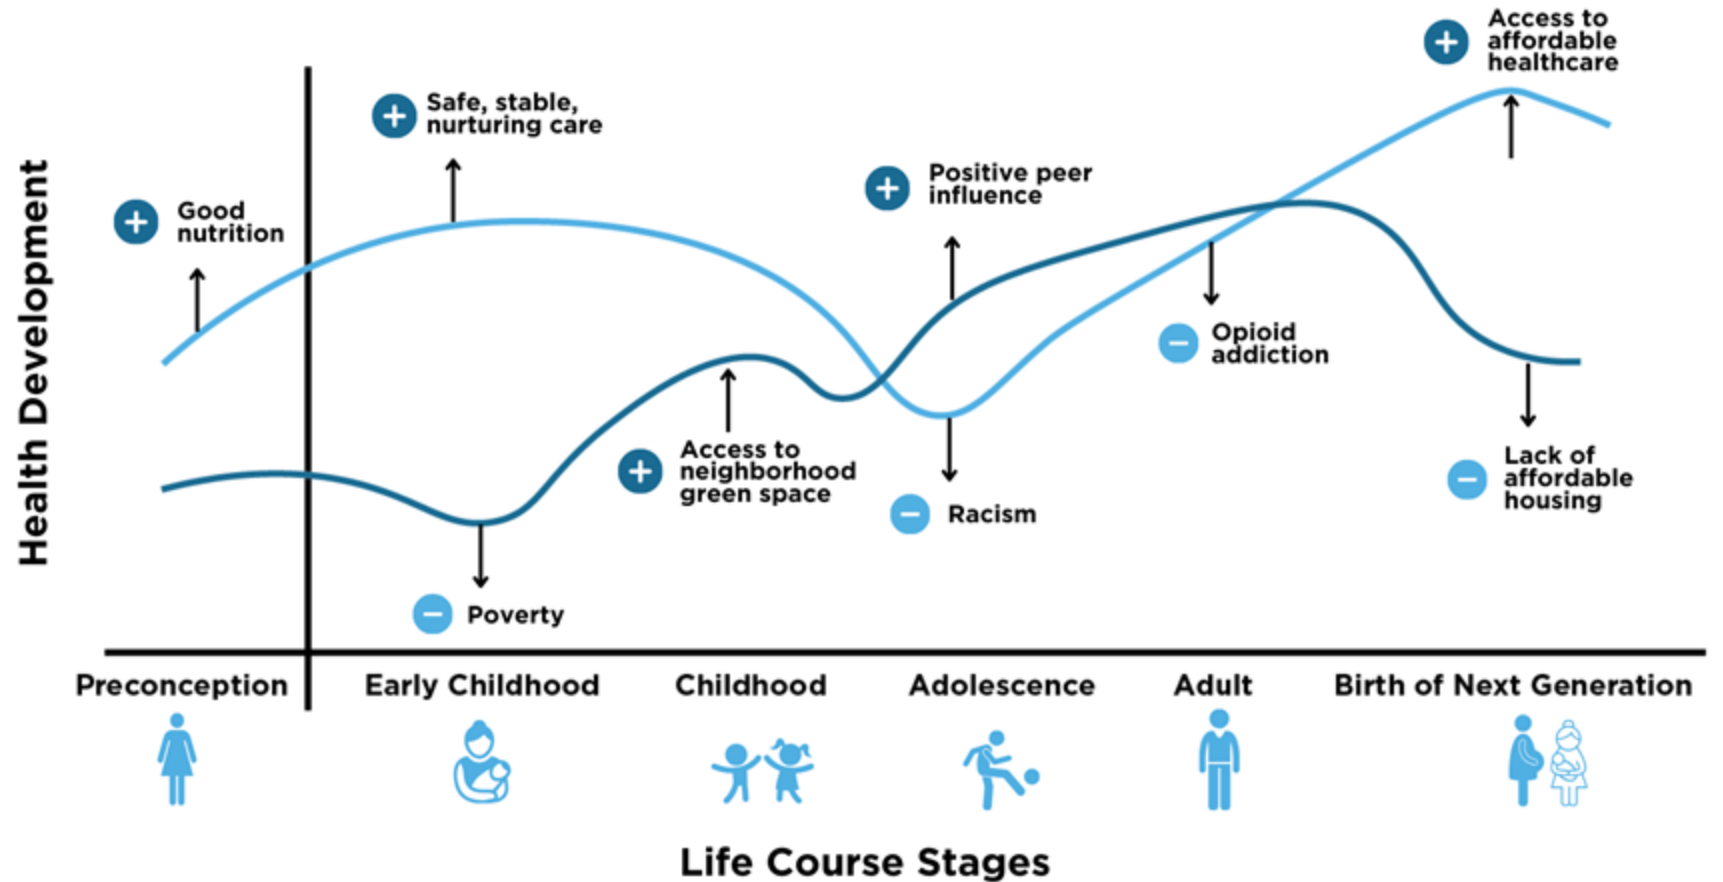 Access to
affordable
healthcare
Safe, stable,
nurturing care
Positive peer
influence
Good
nutrition
Opioid
addiction
Access to
neighborhood
green space
Lack of
affordable
housing
Racism
Poverty
Health Development
Preconception
Early Childhood
Childhood
Adolescence
Adult
Birth of Next Generation
Life Course Stages